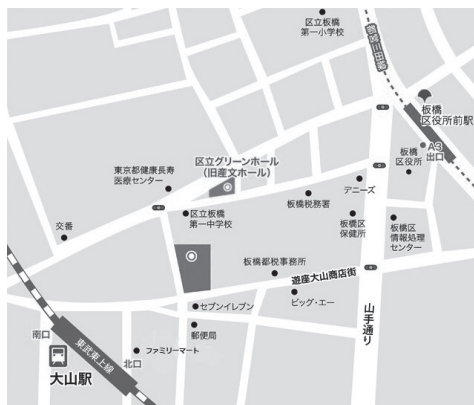 区立板橋
第一小学校
板橋
区役所前駅
A3
出口
板橋
区役所
区立グリーンホール
(旧産文ホール)
東京都健康長寿
医療センター
デニーズ
板橋税務署
区立板橋
第一中学校
板橋区
保健所
板橋区
情報処理
センター
交番
板橋都税事務所
遊座大山商店街
ビッグ・エー
山手通り
セブンイレブン
郵便局
南口
東武東上線
北口
ファミリーマート
大山駅